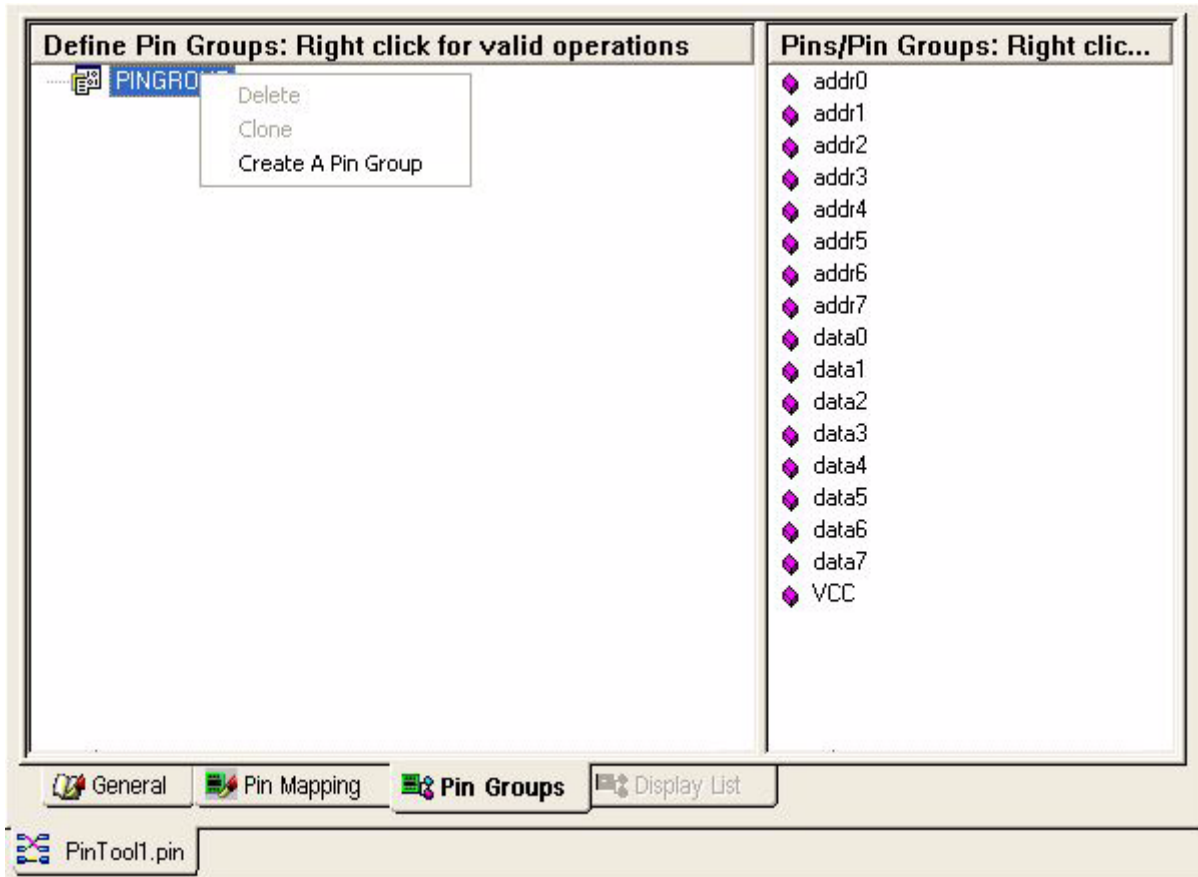 Define Pin Groups: Right click for valid operations
Delete
Clone
Create A Pin Group
Pins/Pin Groups: Right clic...
addr0
addr1
addr2
addr3
addr4
addr5
addr6
addr7
data0
data1
data2
data3
data4
data5
data6
data7
VCC
General
Pin Mapping
Pin Groups
Display List
PinTool1.pin